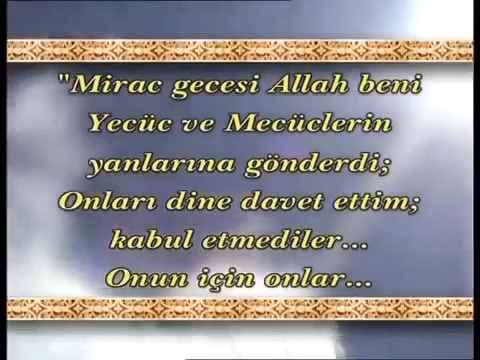 "Mirac gecesi Allah beni
Yecüc ve Mecüclerin
yanlarına gönderdi;
Onları dine davet ettim;
kabul etmediler...
Onun için onlar...